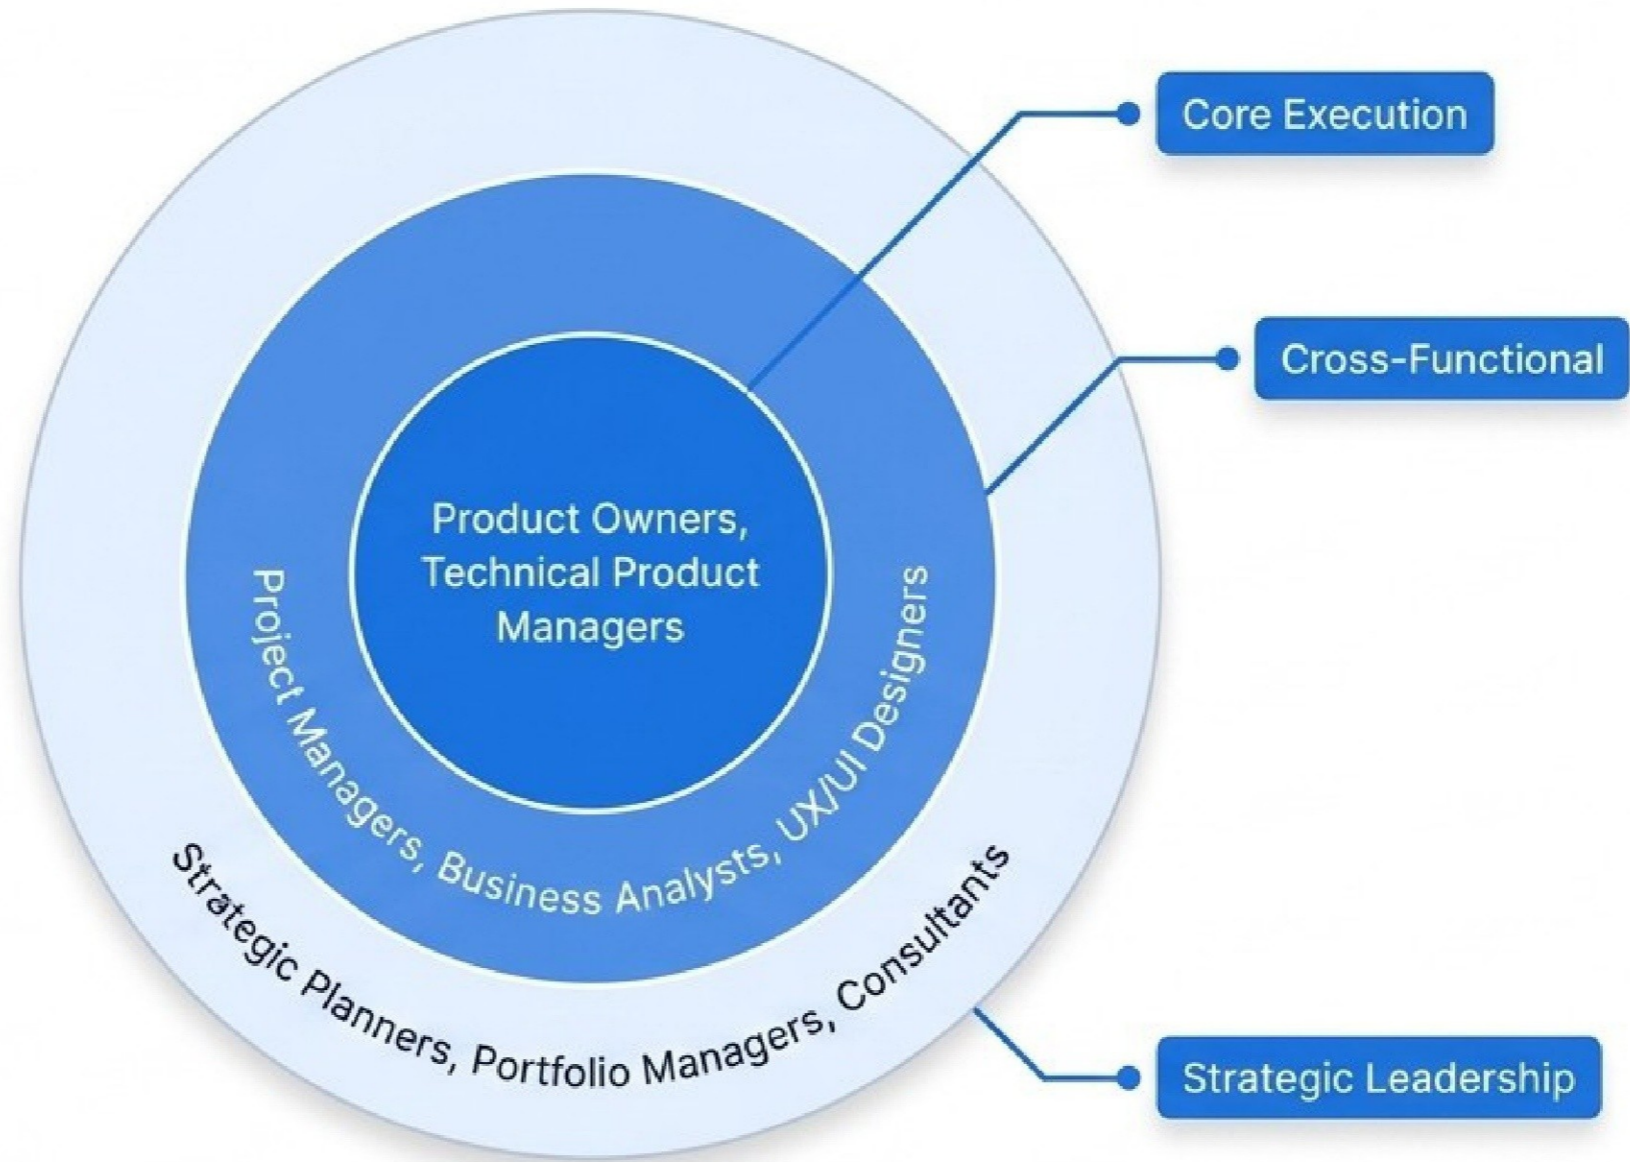 Core Execution
Cross-Functional
Product Owners,
Technical Product
Managers
Project Managers, Business Analysts, UX/UI Designers
Strategic Planners, Portfolio Managers, Consultants
Strategic Leadership